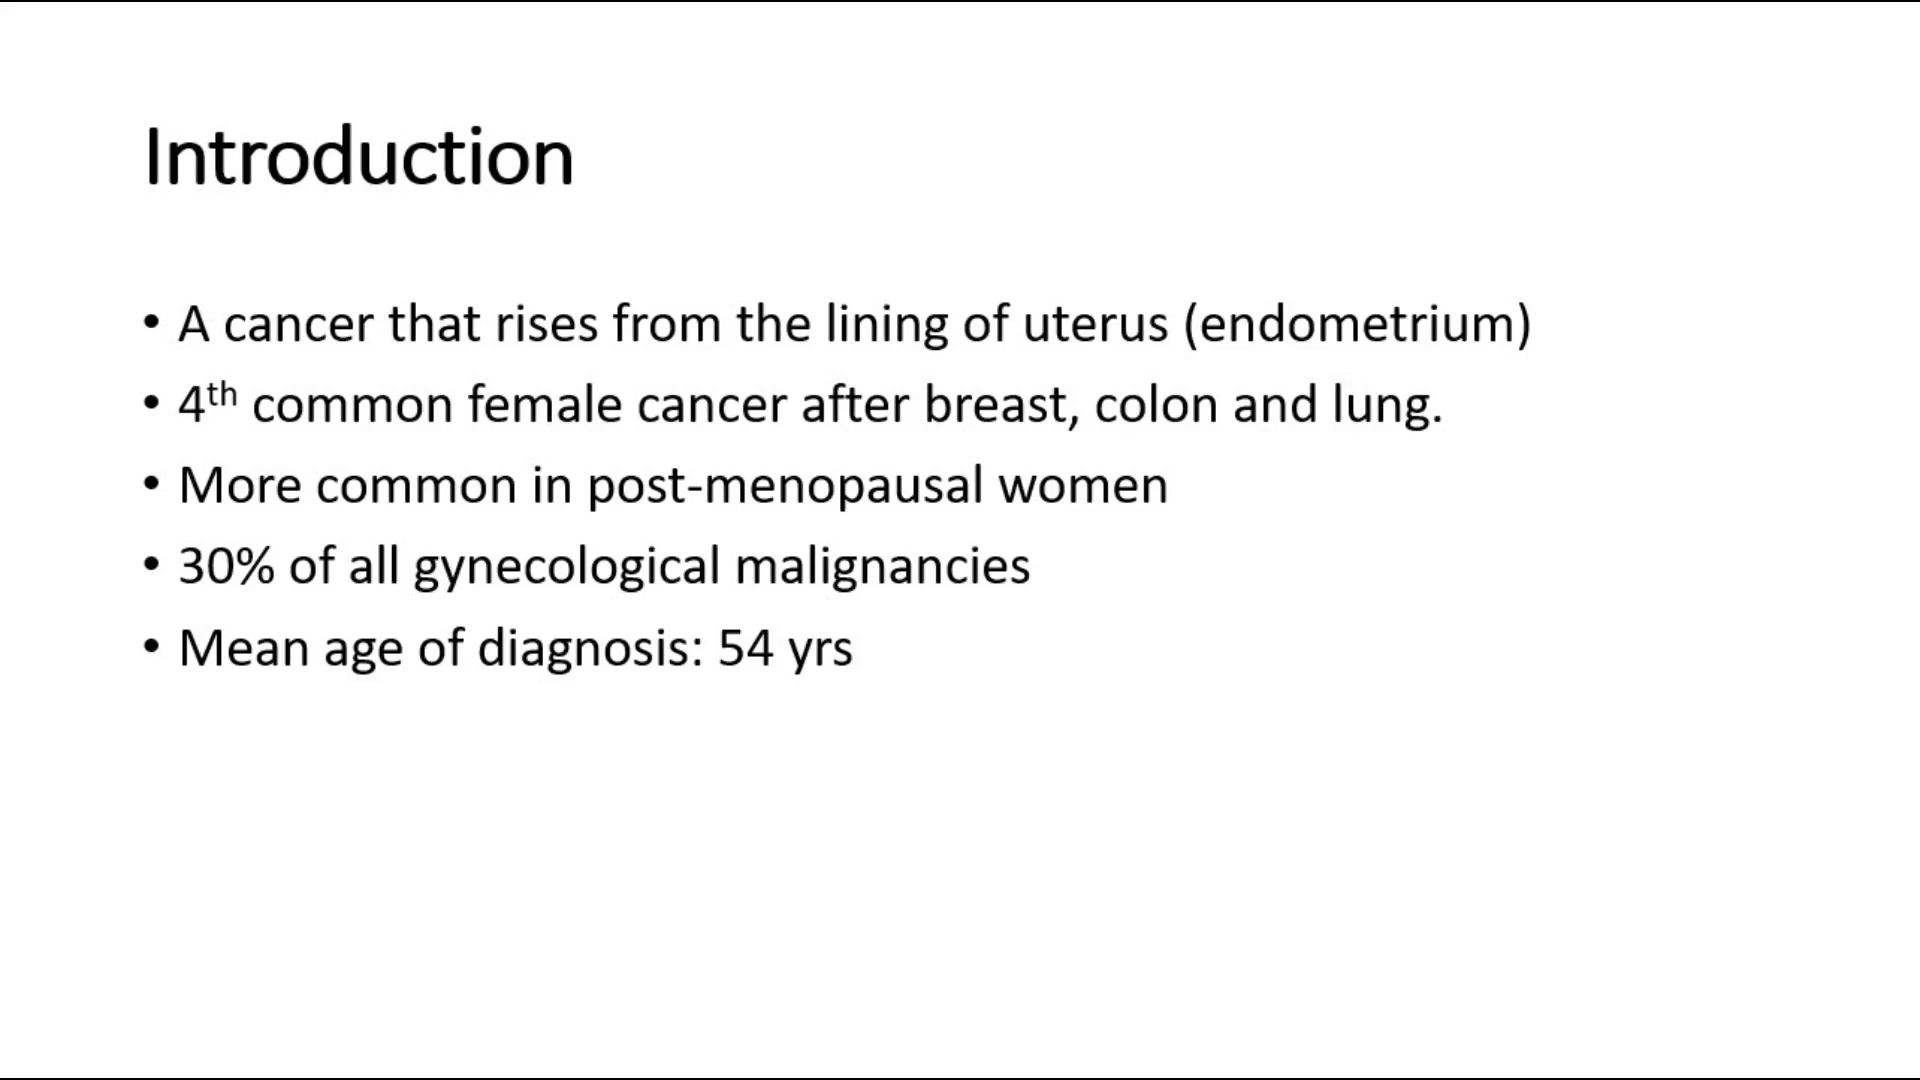 Introduction
• A cancer that rises from the lining of uterus (endometrium)
• 4th common female cancer after breast, colon and lung.
• More common in post-menopausal women
• 30% of all gynecological malignancies
• Mean age of diagnosis: 54 yrs